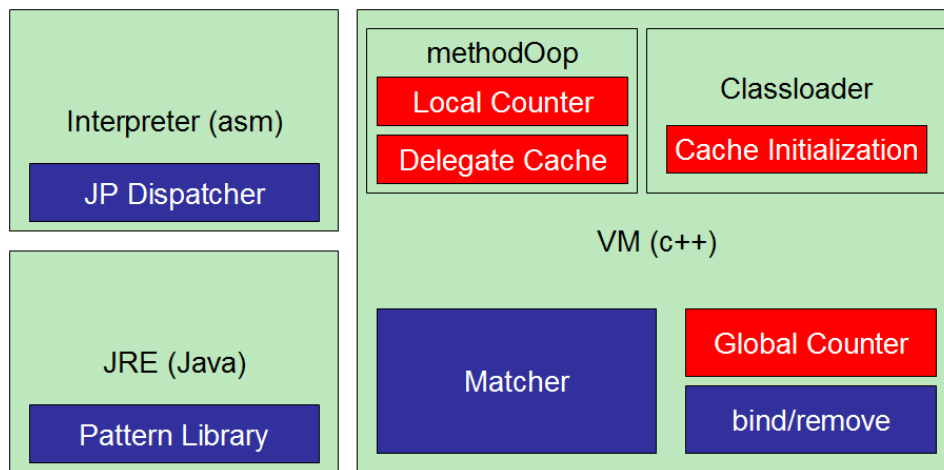 Interpreter (asm)
JP Dispatcher
JRE (Java)
Pattern Library
methodOop
Local Counter
Delegate Cache
Classloader
Cache Initialization
VM (c++)
Matcher
Global Counter
bind/remove